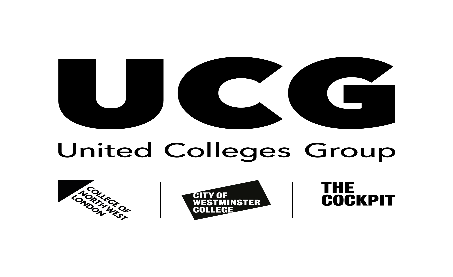 UCG
United Colleges Group
COLLEGE OF
NORTH WEST
LONDON
CITY OF
WESTMINSTER
COLLEGE
THE
COCKPIT